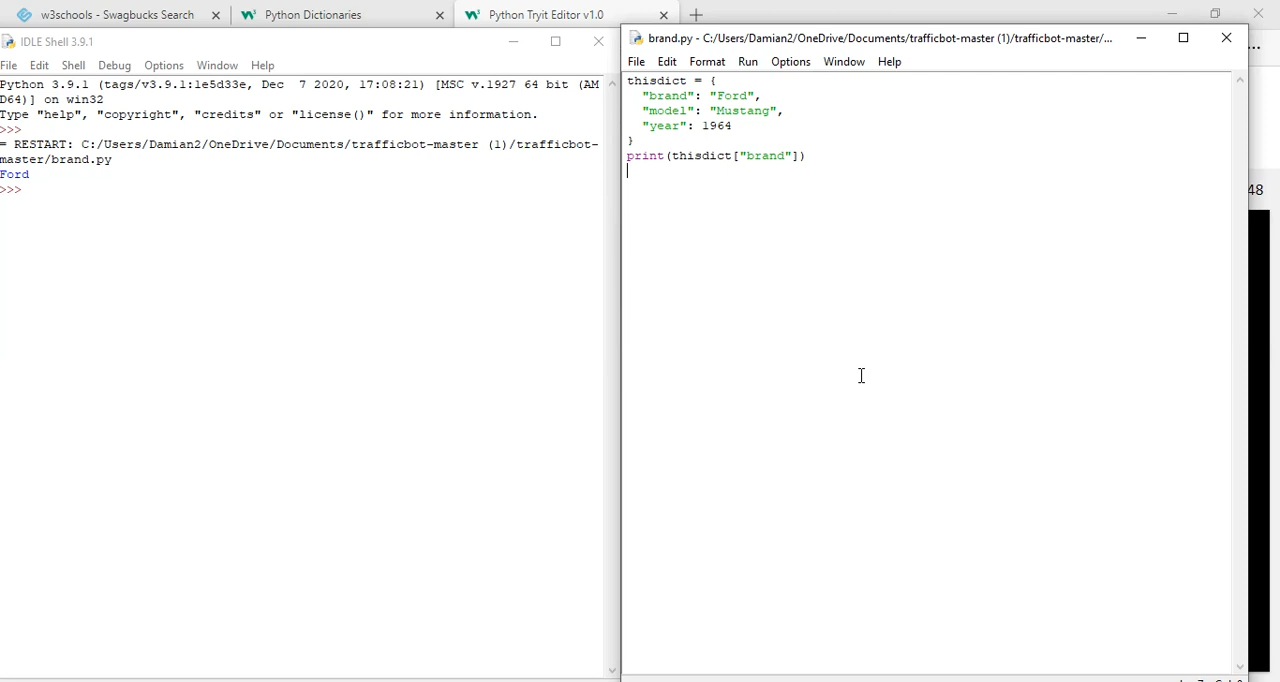 w3schools - Swagbucks Search
Python Dictionaries
Python Tryit Editor v1.0
IDLE Shell 3.9.1
File Edit Shell Debug Options Window Help
Python 3.9.1 (tags/v3.9.1:1e5d33e, Dec  7 2020, 17:08:21) [MSC v.1927 64 bit (AM
D64)] on win32
Type "help", "copyright", "credits" or "license()" for more information.
>>>
= RESTART: C:/Users/Damian2/OneDrive/Documents/trafficbot-master (1)/trafficbot-
master/brand.py
Ford
>>>
brand.py - C:/Users/Damian2/OneDrive/Documents/trafficbot-master (1)/trafficbot-master/...
File Edit Format Run Options Window Help
thisdict = {
  "brand": "Ford",
  "model": "Mustang",
  "year": 1964
}
print(thisdict["brand"])
48